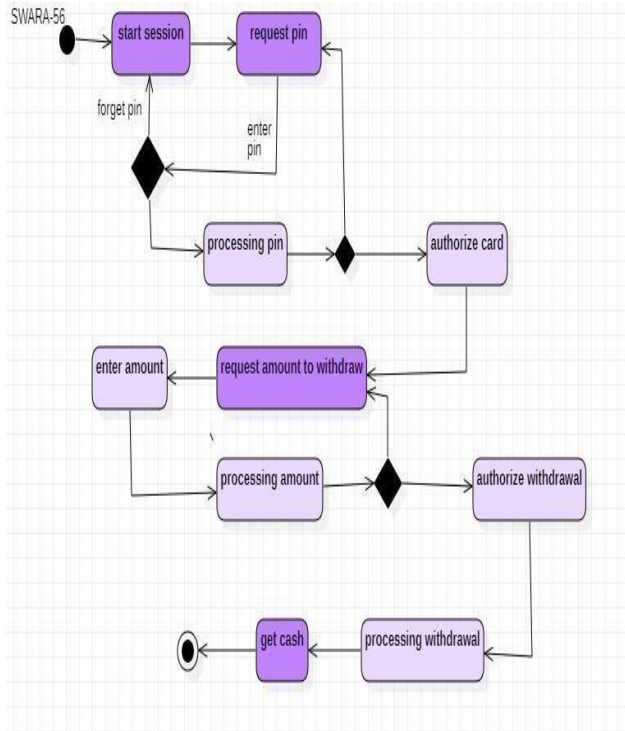 SWARA-56
start session
request pin
forget pin
enter
pin
processing pin
authorize card
enter amount
request amount to withdraw
processing amount
authorize withdrawal
get cash
processing withdrawal